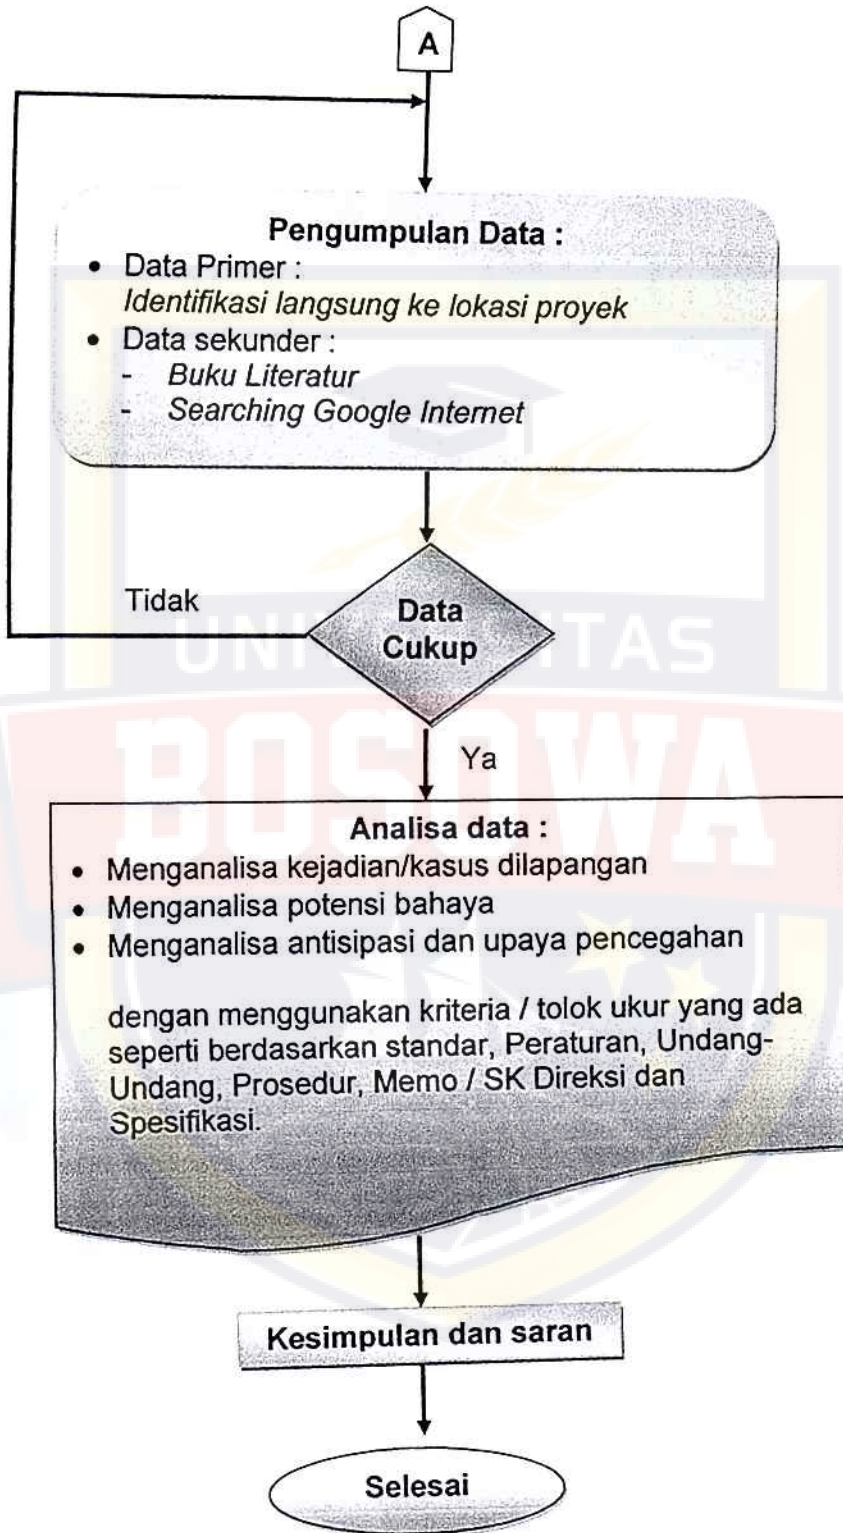 A
Pengumpulan Data :
• Data Primer :
Identifikasi langsung ke lokasi proyek
• Data sekunder :
- Buku Literatur
- Searching Google Internet
Tidak
Data
Cukup
UNIVERSITAS
BOSOWA
Ya
Analisa data :
• Menganalisa kejadian/kasus dilapangan
• Menganalisa potensi bahaya
• Menganalisa antisipasi dan upaya pencegahan
dengan menggunakan kriteria / tolok ukur yang ada
seperti berdasarkan standar, Peraturan, Undang-
Undang, Prosedur, Memo / SK Direksi dan
Spesifikasi.
Kesimpulan dan saran
Selesai